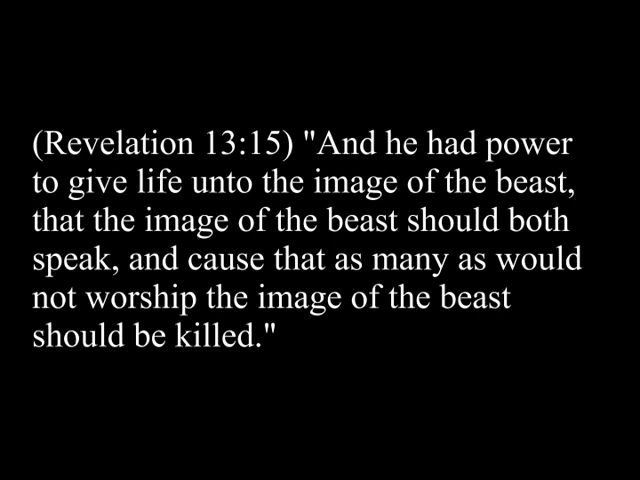 (Revelation 13:15) "And he had power
to give life unto the image of the beast,
that the image of the beast should both
speak, and cause that as many as would
not worship the image of the beast
should be killed."